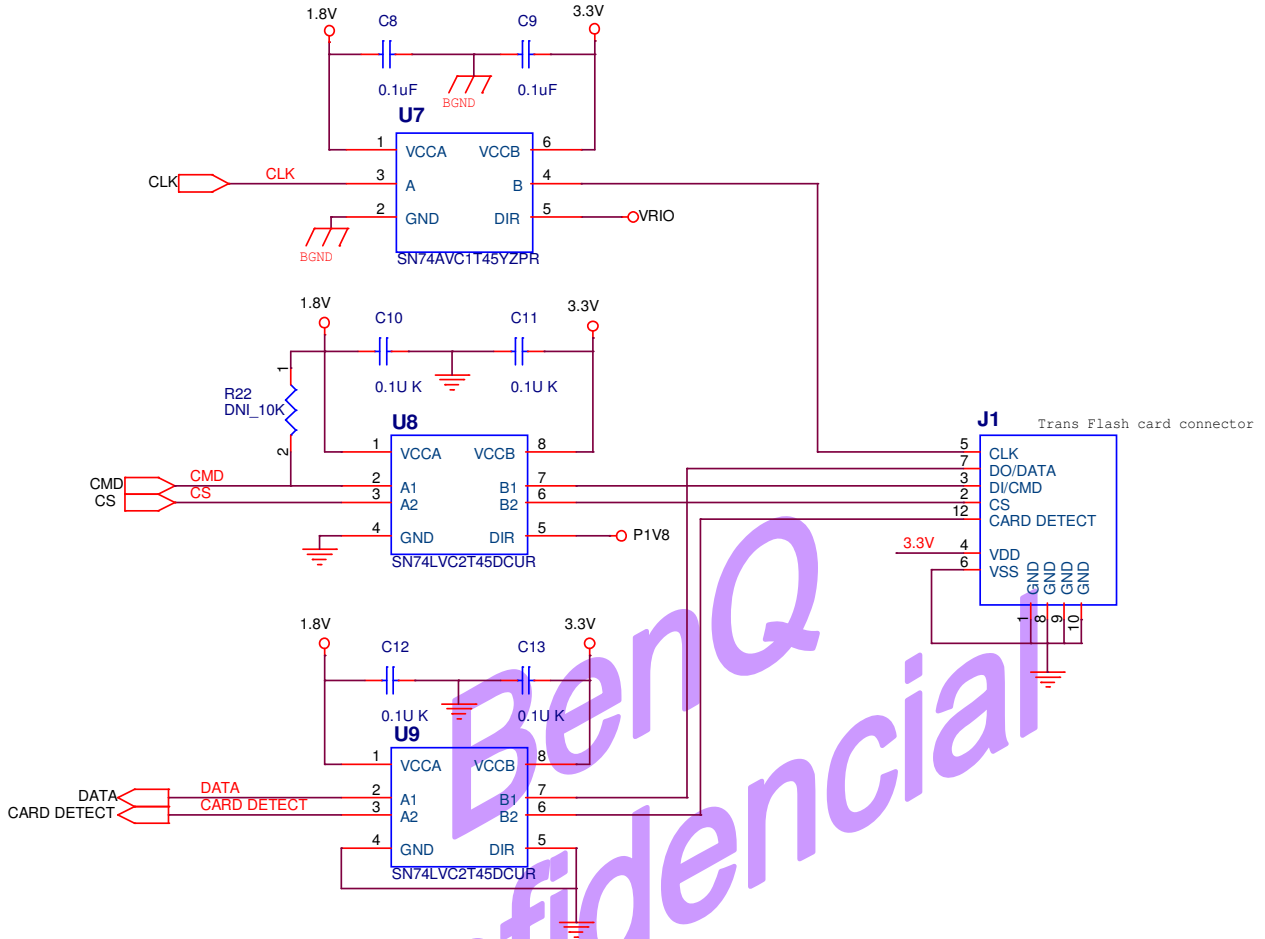 1.8V
3.3V
C8
C9
0.1uF
0.1uF
BGND
U7
1
VCCA
VCCB
6
CLK
CLK
3
A
B
4
2
GND
DIR
5
VRIO
BGND
SN74AVC1T45YZPR
1.8V
3.3V
C10
C11
1
R22
DNI_10K
2
0.1U K
0.1U K
U8
1
VCCA
VCCB
8
CMD
CMD
2
A1
B1
7
CS
CS
3
A2
B2
6
4
GND
DIR
5
P1V8
SN74LVC2T45DCUR
J1
Trans Flash card connector
5
CLK
7
DO/DATA
3
DI/CMD
2
CS
12
CARD DETECT
3.3V
4
VDD
6
VSS
GND
GND
GND
GND
1
8
9
10
1.8V
3.3V
C12
C13
0.1U K
0.1U K
U9
1
VCCA
VCCB
8
DATA
DATA
2
A1
B1
7
CARD DETECT
CARD DETECT
3
A2
B2
6
4
GND
DIR
5
SN74LVC2T45DCUR
BenQ
fidencial